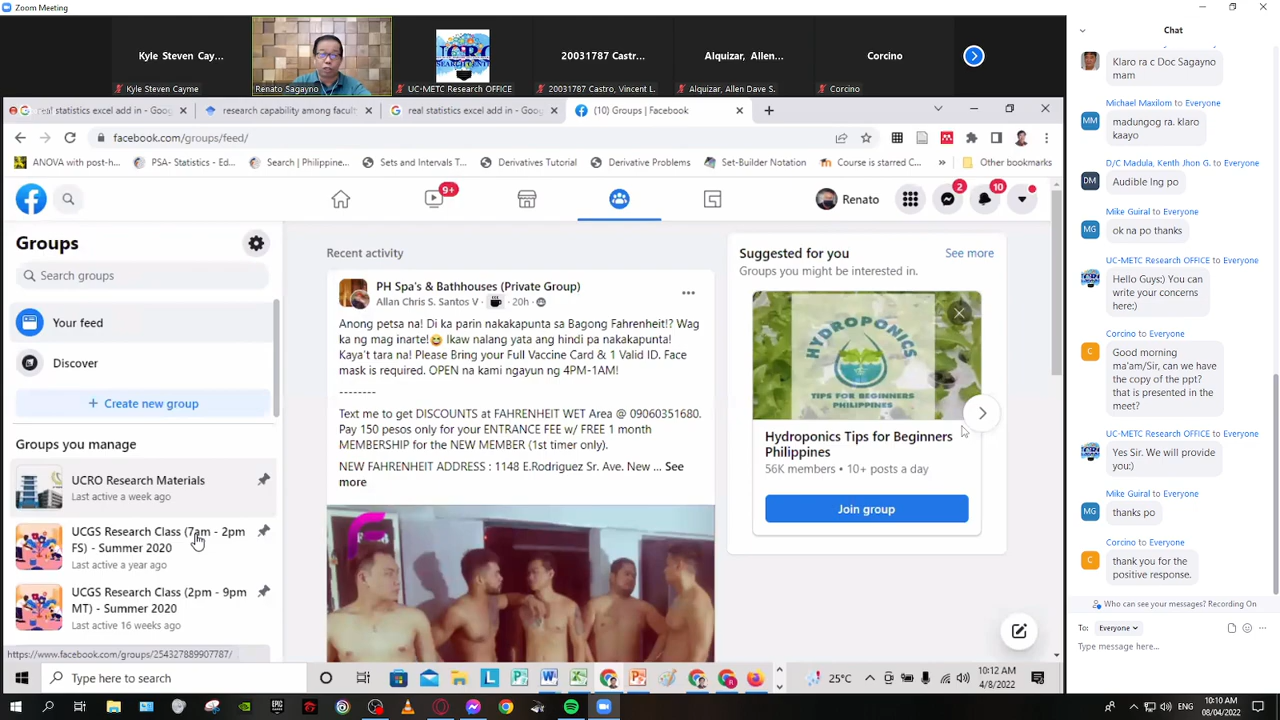 Zoom Meeting
Kyle Steven Cay...
20031787 Castro...
Alquizar, Allen...
Corcino
Kyle Steven Cayme
Renato Sagayno
UC-METC Research OFFICE
20031787 Castro, Vincent L.
Alquizar, Allen Dave S.
Corcino
real statistics excel add in - Goog
research capability among facult
real statistics excel add in - Goog
(10) Groups | Facebook
facebook.com/groups/feed/
ANOVA with post-h...
PSA- Statistics - Ed...
Search | Philippine...
Sets and Intervals T...
Derivatives Tutorial
Derivative Problems
Set-Builder Notation
Course is starred C...
»
Other bookmarks
9+
Renato
2
10
Groups
Search groups
Your feed
Discover
+ Create new group
Groups you manage
UCRO Research Materials
Last active a week ago
UCGS Research Class (7am - 2pm
FS) - Summer 2020
Last active a year ago
UCGS Research Class (2pm - 9pm
MT) - Summer 2020
Last active 16 weeks ago
https://www.facebook.com/groups/254327889907787/
Recent activity
PH Spa's & Bathhouses (Private Group)
Allan Chris S. Santos V · 20h ·
Anong petsa na! Di ka parin nakakapunta sa Bagong Fahrenheit!? Wag
ka ng mag inarte!😅 Ikaw nalang yata ang hindi pa nakakapunta!
Kaya't tara na! Please Bring your Full Vaccine Card & 1 Valid ID. Face
mask is required. OPEN na kami ngayung ng 4PM-1AM!
--------
Text me to get DISCOUNTS at FAHRENHEIT WET Area @ 09060351680.
Pay 150 pesos only for your ENTRANCE FEE w/ FREE 1 month
MEMBERSHIP for the NEW MEMBER (1st timer only).
NEW FAHRENHEIT ADDRESS : 1148 E.Rodriguez Sr. Ave. New ... See
more
Suggested for you
See more
Groups you might be interested in.
HYDROPONICS
TIPS FOR BEGINNERS
PHILIPPINES
Hydroponics Tips for Beginners
Philippines
56K members • 10+ posts a day
Join group
Type here to search
25°C
10:12 AM
4/8/2022
Chat
Klaro ra c Doc Sagayno
mam
Michael Maxilom to Everyone
MM
madungog ra. klaro
kaayo
D/C Madula, Kenth Jhon G. to Everyone
DM
Audible lng po
Mike Guiral to Everyone
MG
ok na po thanks
UC-METC Research OFFICE to Everyone
Hello Guys;) You can
write your concerns
here:)
Corcino to Everyone
C
Good morning
ma'am/Sir, can we have
the copy of the ppt?
that is presented in the
meet?
UC-METC Research OFFICE to Everyone
Yes Sir. We will provide
you:)
Mike Guiral to Everyone
MG
thanks po
Corcino to Everyone
C
thank you for the
positive response.
Who can see your messages? Recording On
To:
Everyone
Type message here...
ENG
10:10 AM
08/04/2022